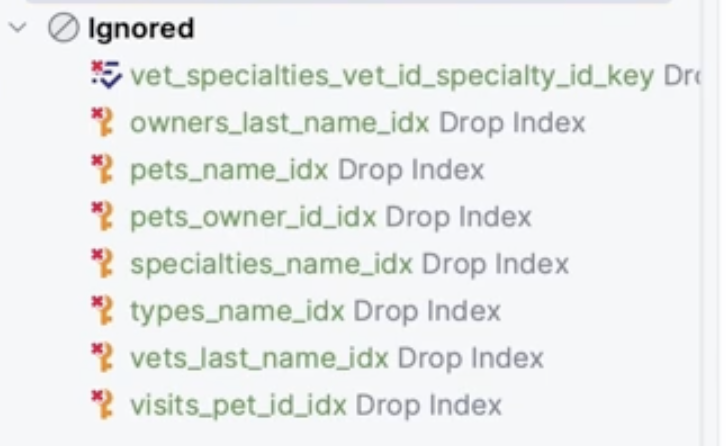 Ignored
vet_specialties_vet_id_specialty_id_key
owners_last_name_idx Drop Index
pets_name_idx Drop Index
pets_owner_id_idx Drop Index
specialties_name_idx Drop Index
types_name_idx Drop Index
vets_last_name_idx Drop Index
visits_pet_id_idx Drop Index